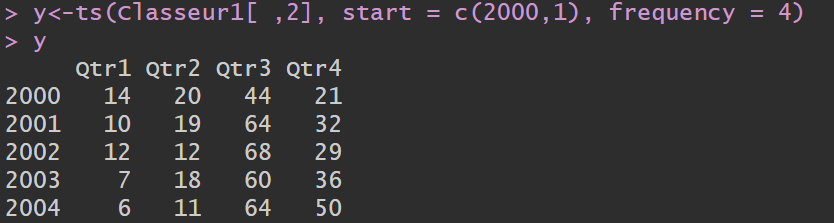 > y<-ts(Classeur1[ ,2], start = c(2000,1), frequency = 4)
> y
     Qtr1 Qtr2 Qtr3 Qtr4
2000   14   20   44   21
2001   10   19   64   32
2002   12   12   68   29
2003    7   18   60   36
2004    6   11   64   50